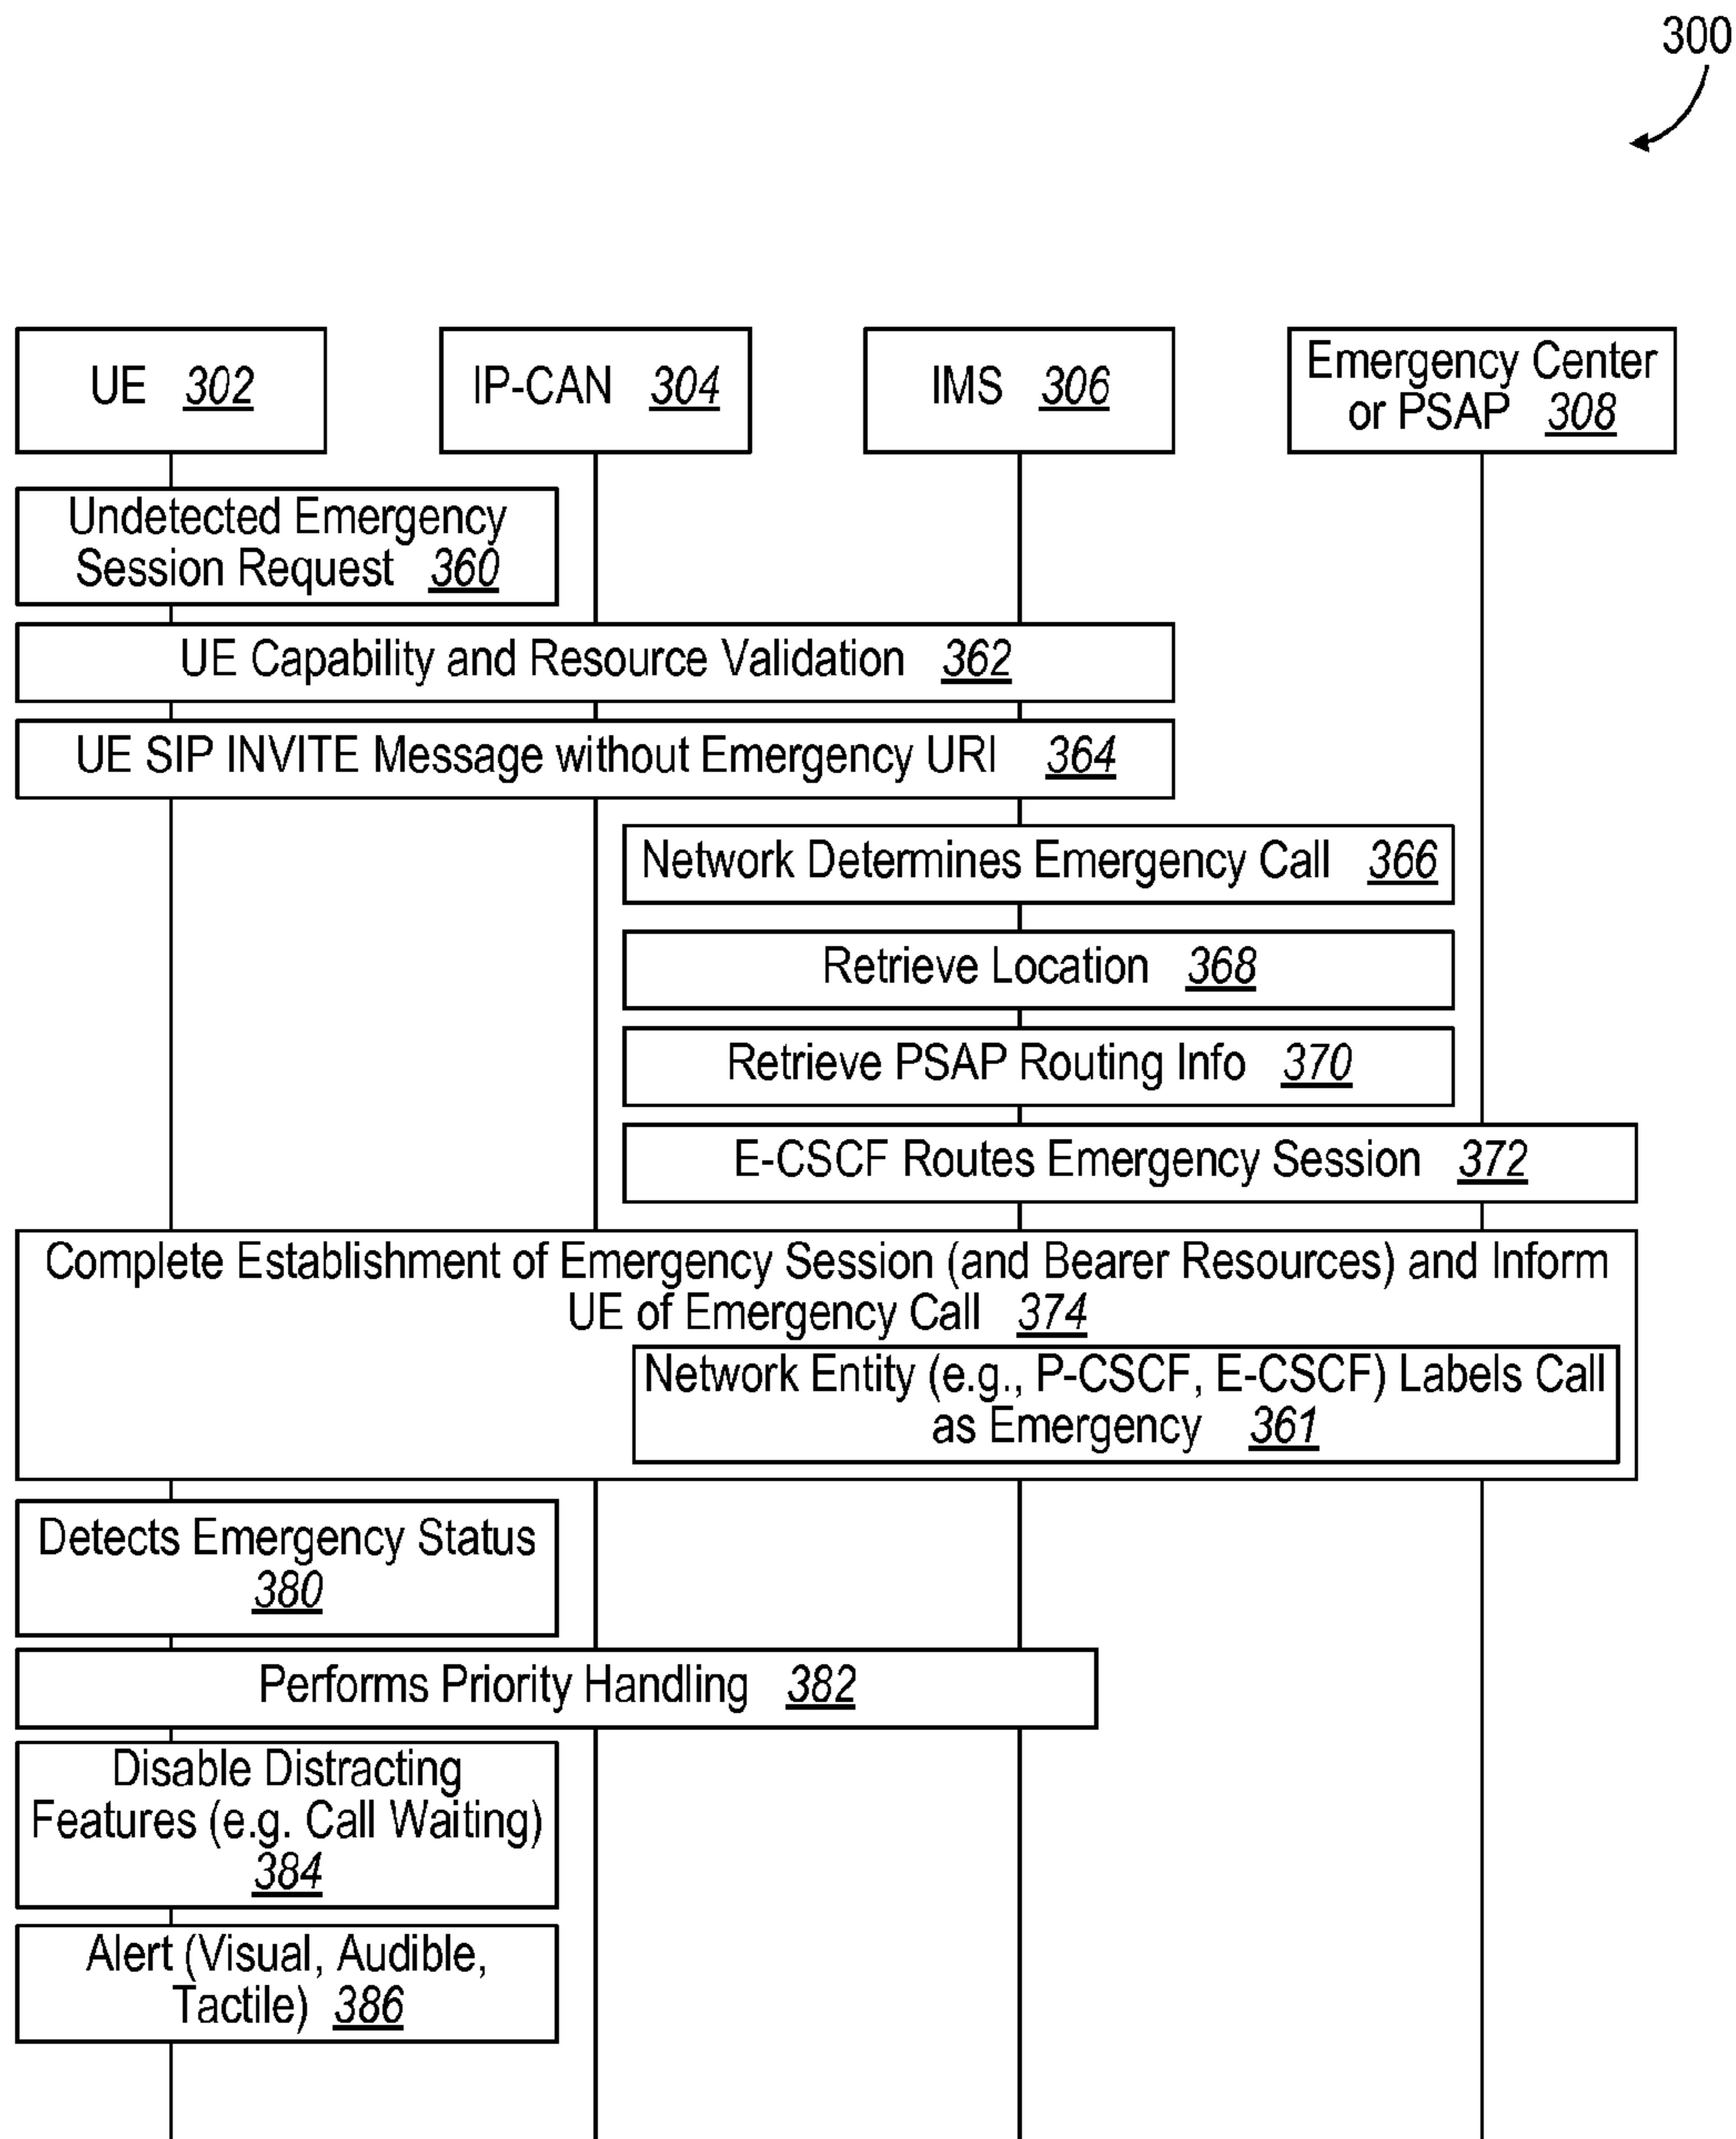 300
UE 302
IP-CAN 304
IMS 306
Emergency Center
or PSAP 308
Undetected Emergency
Session Request 360
UE Capability and Resource Validation 362
UE SIP INVITE Message without Emergency URI 364
Network Determines Emergency Call 366
Retrieve Location 368
Retrieve PSAP Routing Info 370
E-CSCF Routes Emergency Session 372
Complete Establishment of Emergency Session (and Bearer Resources) and Inform
UE of Emergency Call 374
Network Entity (e.g., P-CSCF, E-CSCF) Labels Call
as Emergency 361
Detects Emergency Status
380
Performs Priority Handling 382
Disable Distracting
Features (e.g. Call Waiting)
384
Alert (Visual, Audible,
Tactile) 386